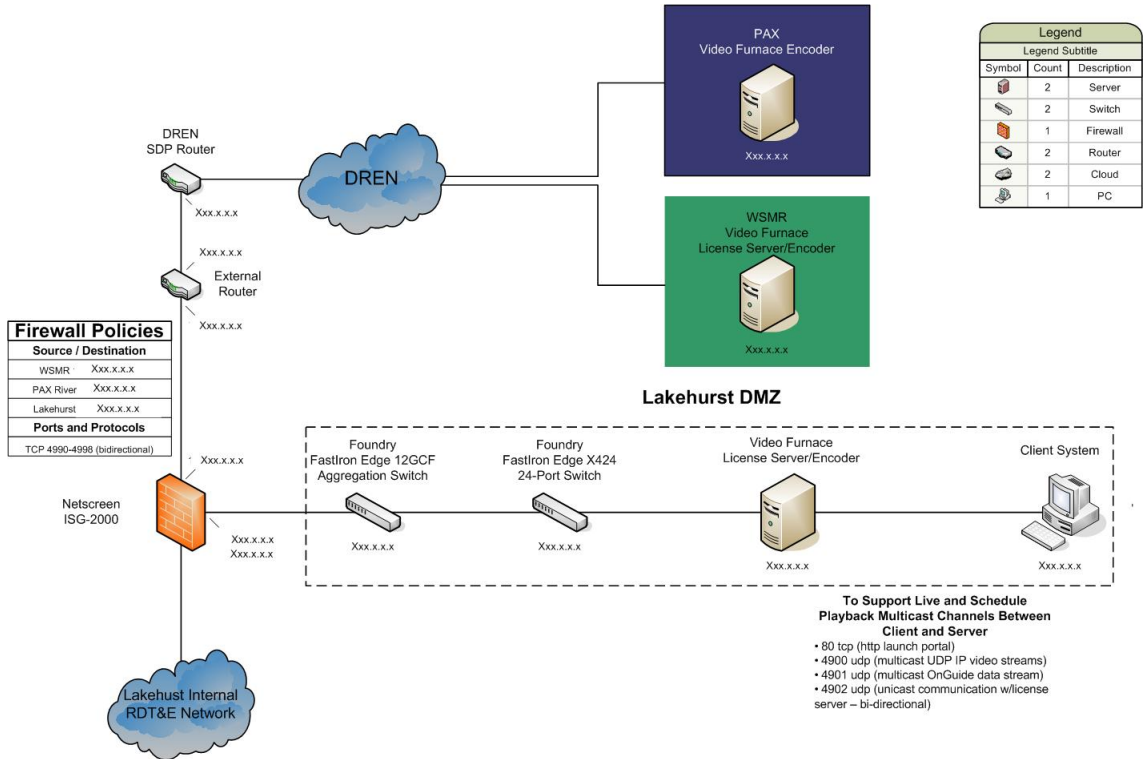 PAX
Video Furnace Encoder
Xxx.x.x.x
Legend
Legend Subtitle
Symbol Count Description
2 Server
2 Switch
1 Firewall
2 Router
2 Cloud
1 PC
DREN
SDP Router
Xxx.x.x.x
DREN
WSMR
Video Furnace
License Server/Encoder
Xxx.x.x.x
Xxx.x.x.x
External
Router
Xxx.x.x.x
Firewall Policies
Source / Destination
WSMR Xxx.x.x.x
PAX River Xxx.x.x.x
Lakehurst Xxx.x.x.x
Ports and Protocols
TCP 4990-4998 (bidirectional)
Lakehurst DMZ
Foundry
FastIron Edge 12GCF
Aggregation Switch
Xxx.x.x.x
Foundry
FastIron Edge X424
24-Port Switch
Xxx.x.x.x
Video Furnace
License Server/Encoder
Xxx.x.x.x
Client System
Xxx.x.x.x
Xxx.x.x.x
Netscreen
ISG-2000
Xxx.x.x.x
Xxx.x.x.x
To Support Live and Schedule
Playback Multicast Channels Between
Client and Server
• 80 tcp (http launch portal)
• 4900 udp (multicast UDP IP video streams)
• 4901 udp (multicast OnGuide data stream)
• 4902 udp (unicast communication w/license
server – bi-directional)
Lakehust Internal
RDT&E Network